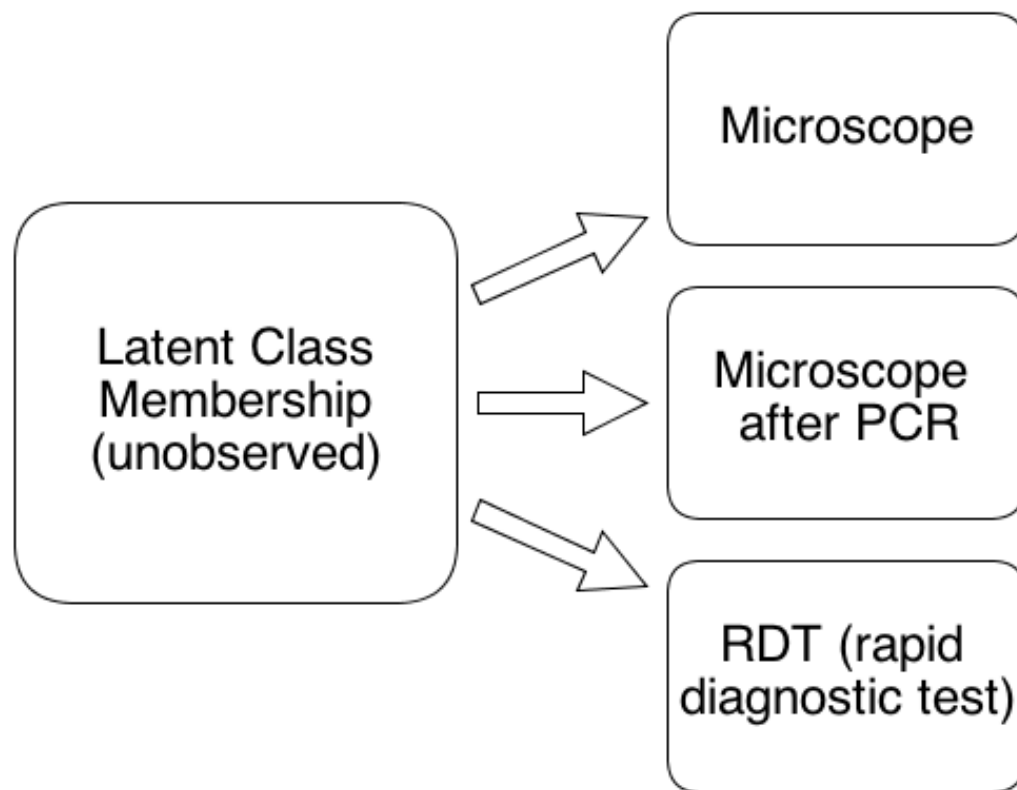 Latent Class
Membership
(unobserved)
Microscope
Microscope
after PCR
RDT (rapid
diagnostic test)